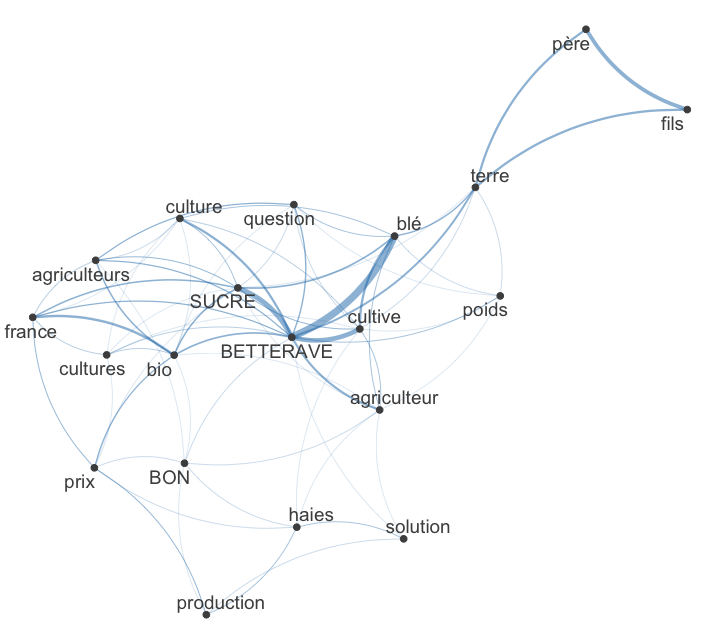 père
fils
terre
culture
question
blé
agriculteurs
SUCRE
poids
france
cultive
cultures
bio
BETTERAVE
agriculteur
prix
BON
haies
solution
production